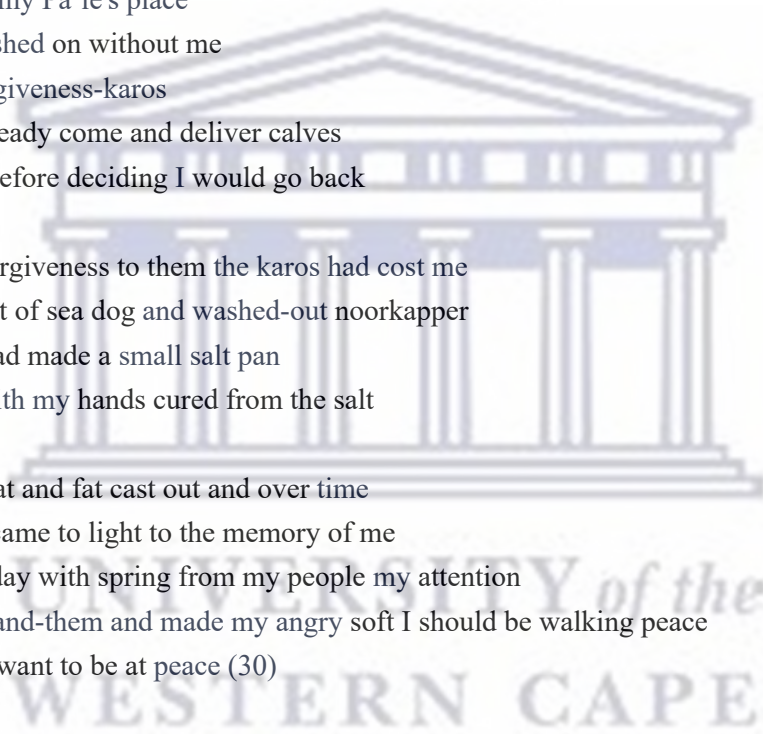 my Pa'ie's place
shed on without me
giveness-karos
eady come and deliver calves
efore deciding I would go back
rgiveness to them the karos had cost me
t of sea dog and washed-out noorkapper
ad made a small salt pan
ith my hands cured from the salt
at and fat cast out and over time
came to light to the memory of me
lay with spring from my people my attention
and-them and made my angry soft I should be walking peace
want to be at peace (30)
UNIVERSITY of the
WESTERN CAPE